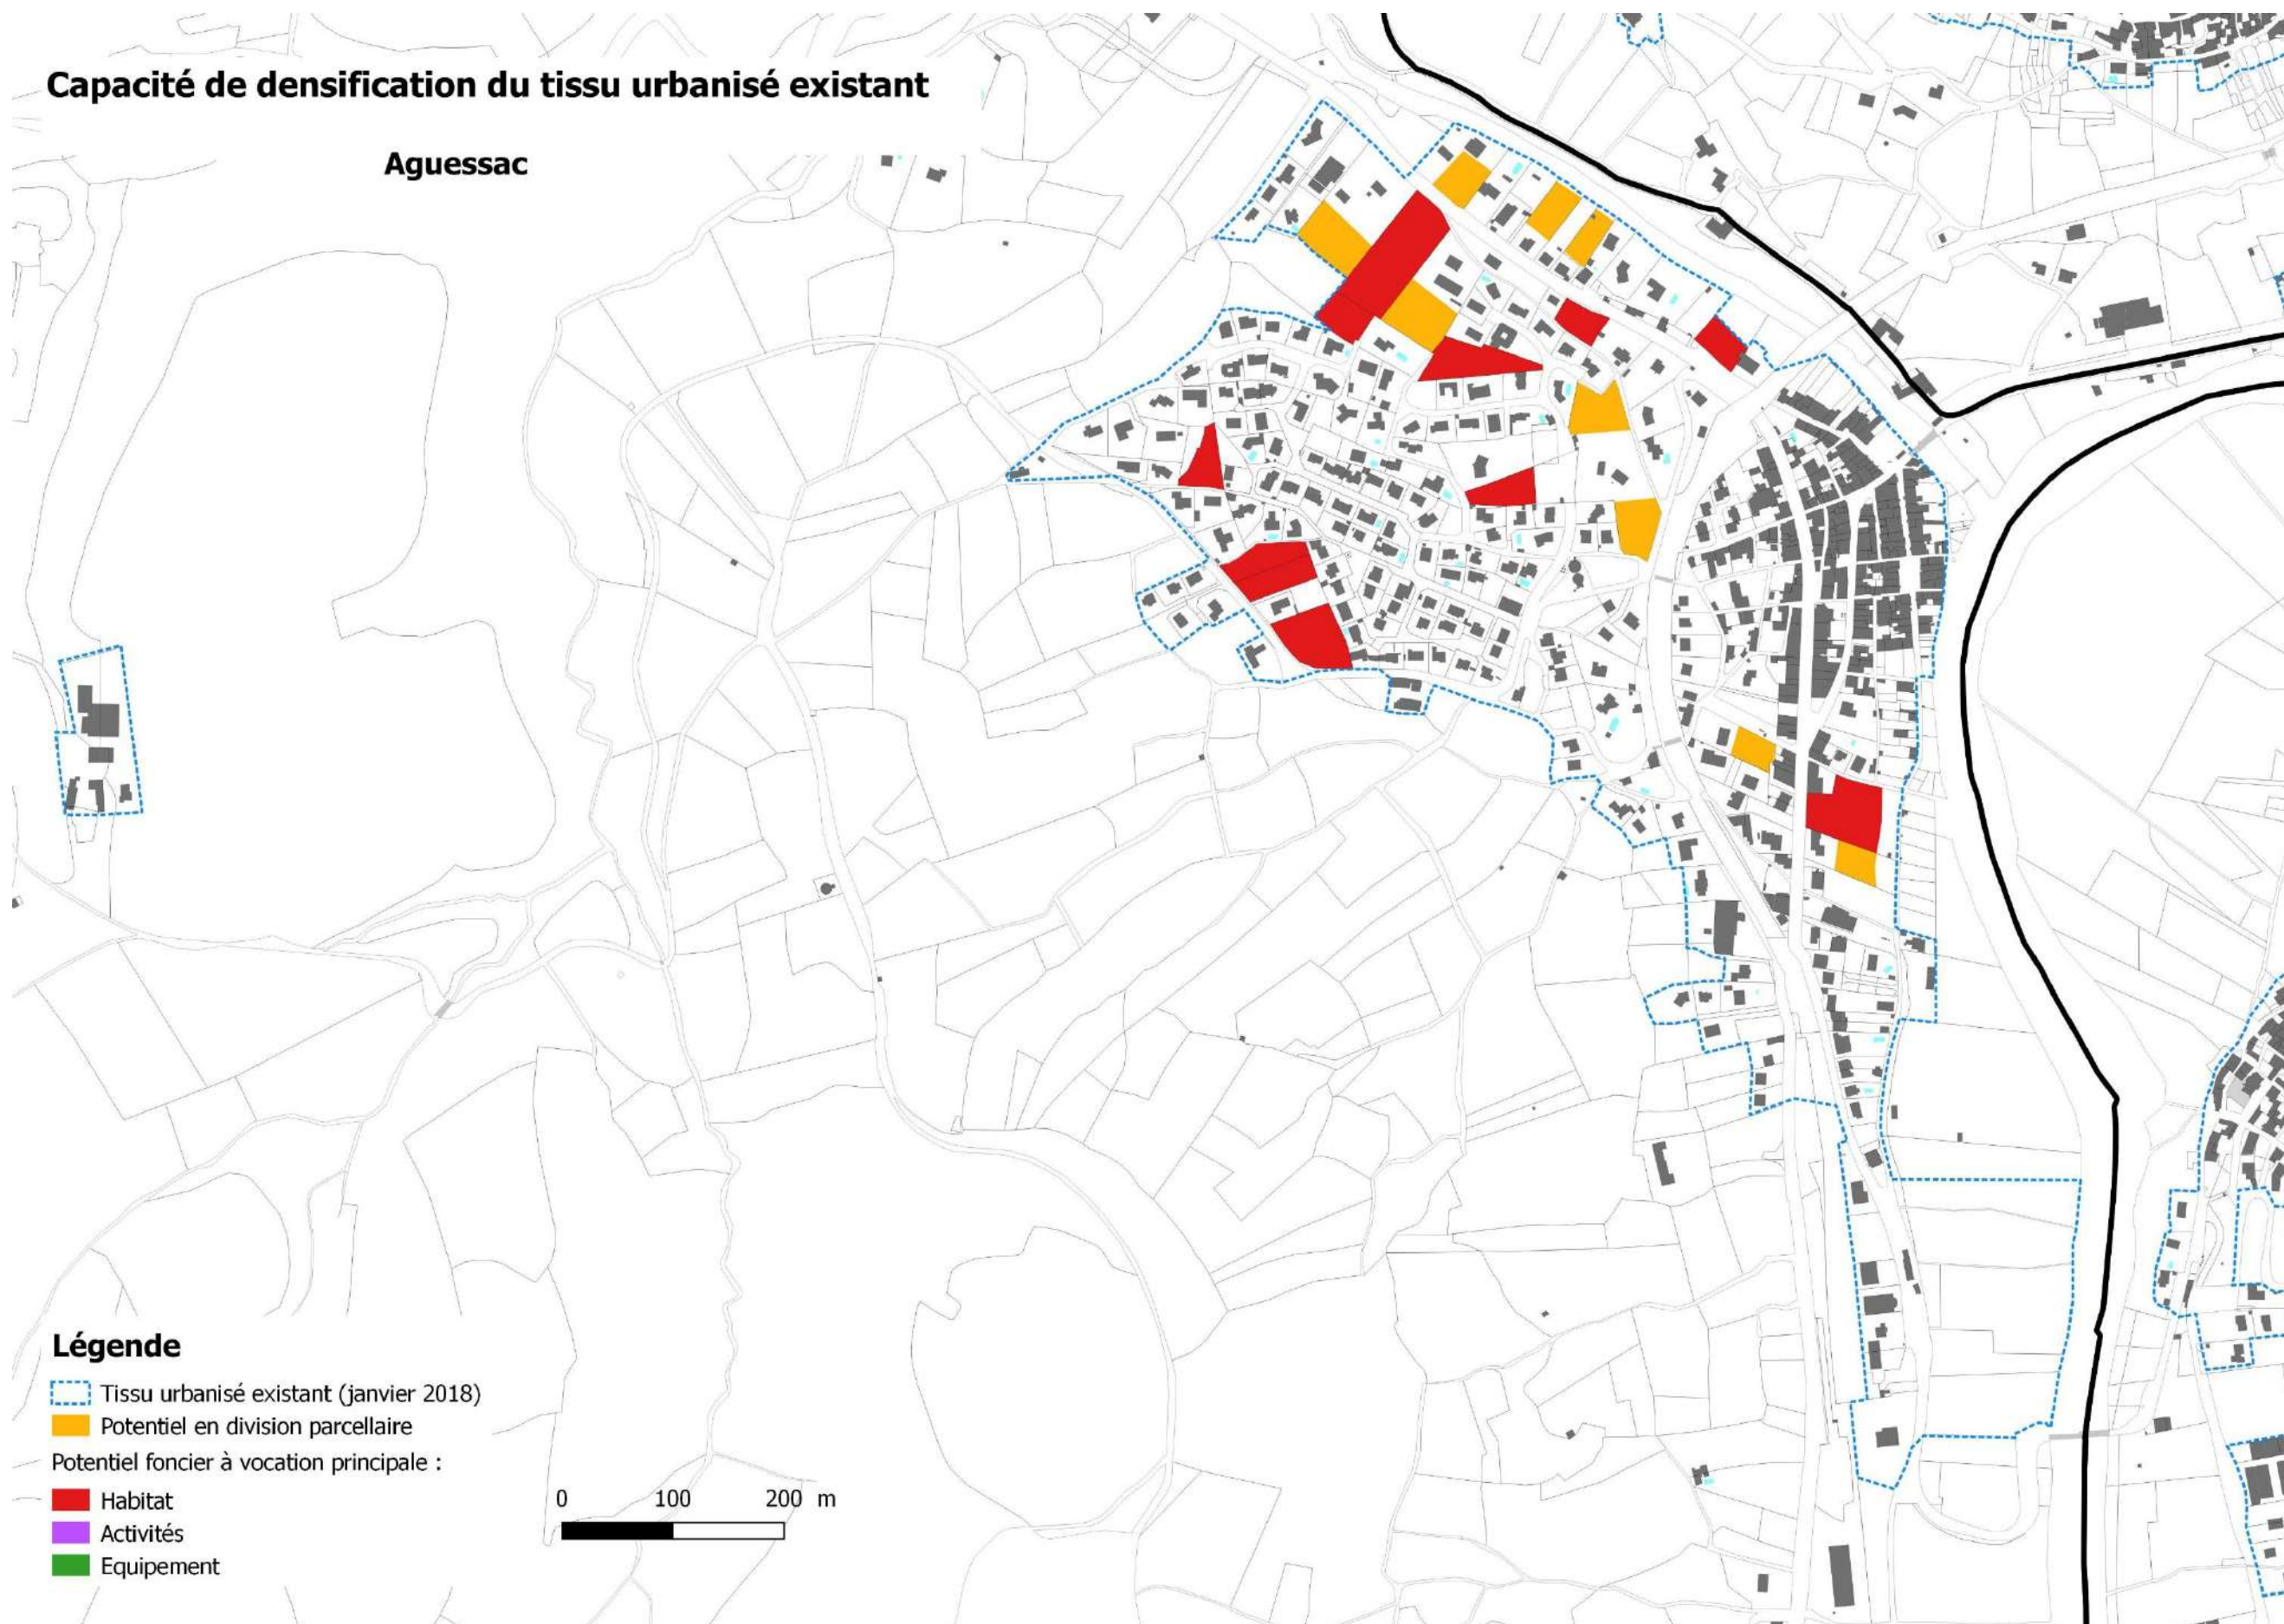 Capacité de densification du tissu urbanisé existant
Aguessac
Légende
Tissu urbanisé existant (janvier 2018)
Potentiel en division parcellaire
Potentiel foncier à vocation principale :
Habitat
Activités
Equipement
0 100 200 m